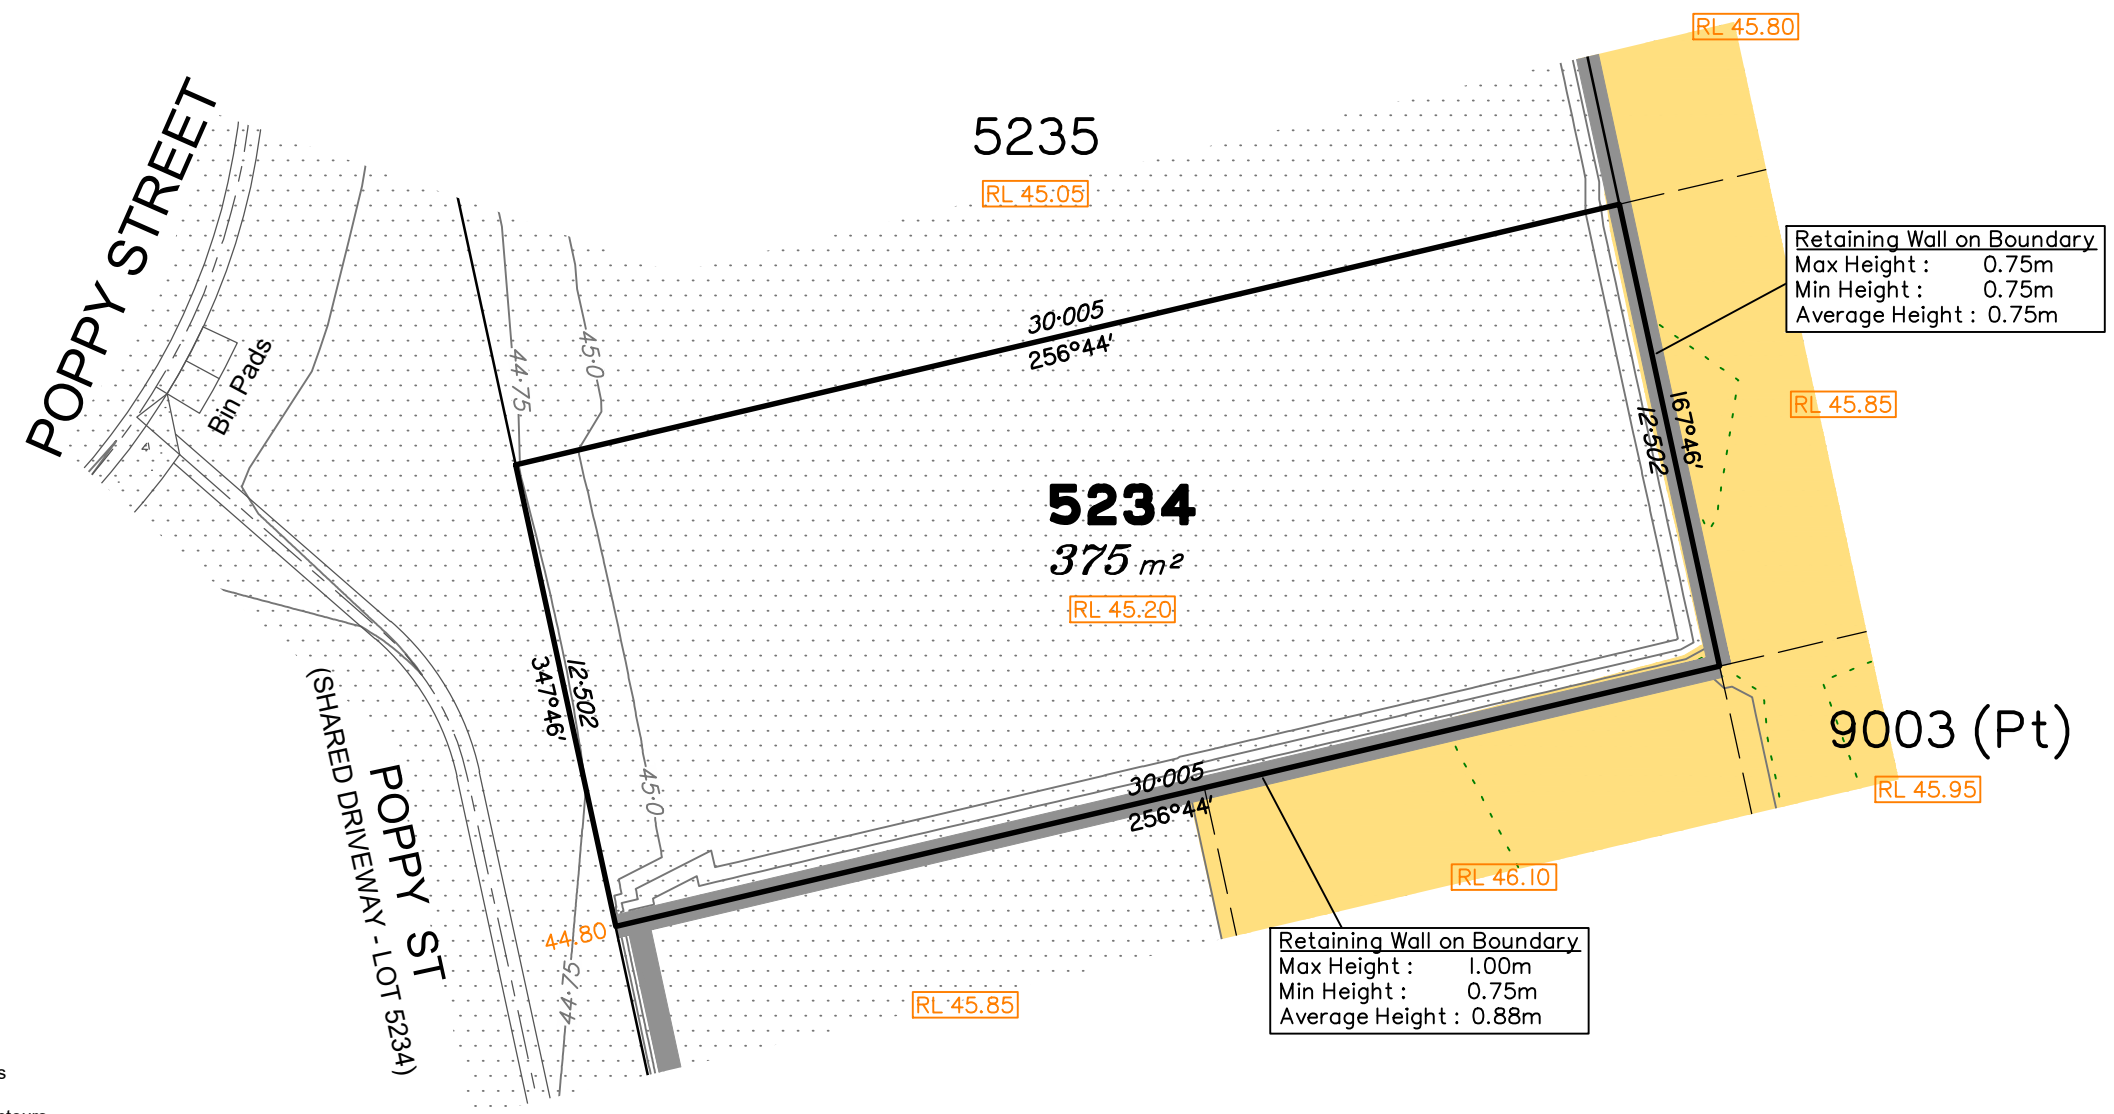 RL 45.80
POPPY STREET
5235
RL 45.05
Retaining Wall on Boundary
Max Height : 0.75m
Min Height : 0.75m
Average Height : 0.75m
30·005
256°44'
45·0
44·75
Bin Pads
RL 45.85
167°46'
12·502
5234
375 m²
RL 45.20
347°46'
12·502
45·0
30·005
256°44'
9003 (Pt)
RL 45.95
POPPY ST
(SHARED DRIVEWAY - LOT 5234)
RL 46.10
44.80
44·75
RL 45.85
Retaining Wall on Boundary
Max Height : 1.00m
Min Height : 0.75m
Average Height : 0.88m